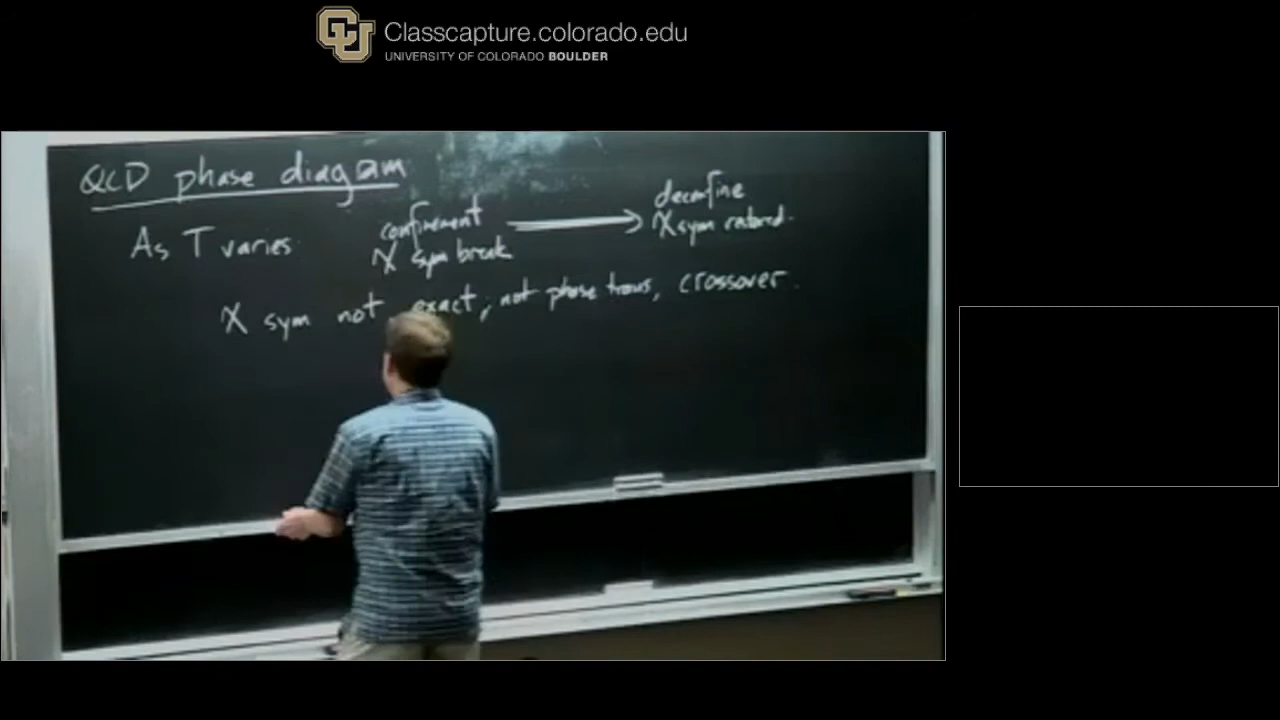 CU Classcapture.colorado.edu
UNIVERSITY OF COLORADO BOULDER
QCD phase diagram
As T varies
confinement
χ sym break
deconfine
χ sym restored.
χ sym not exact; not phase trans, crossover.